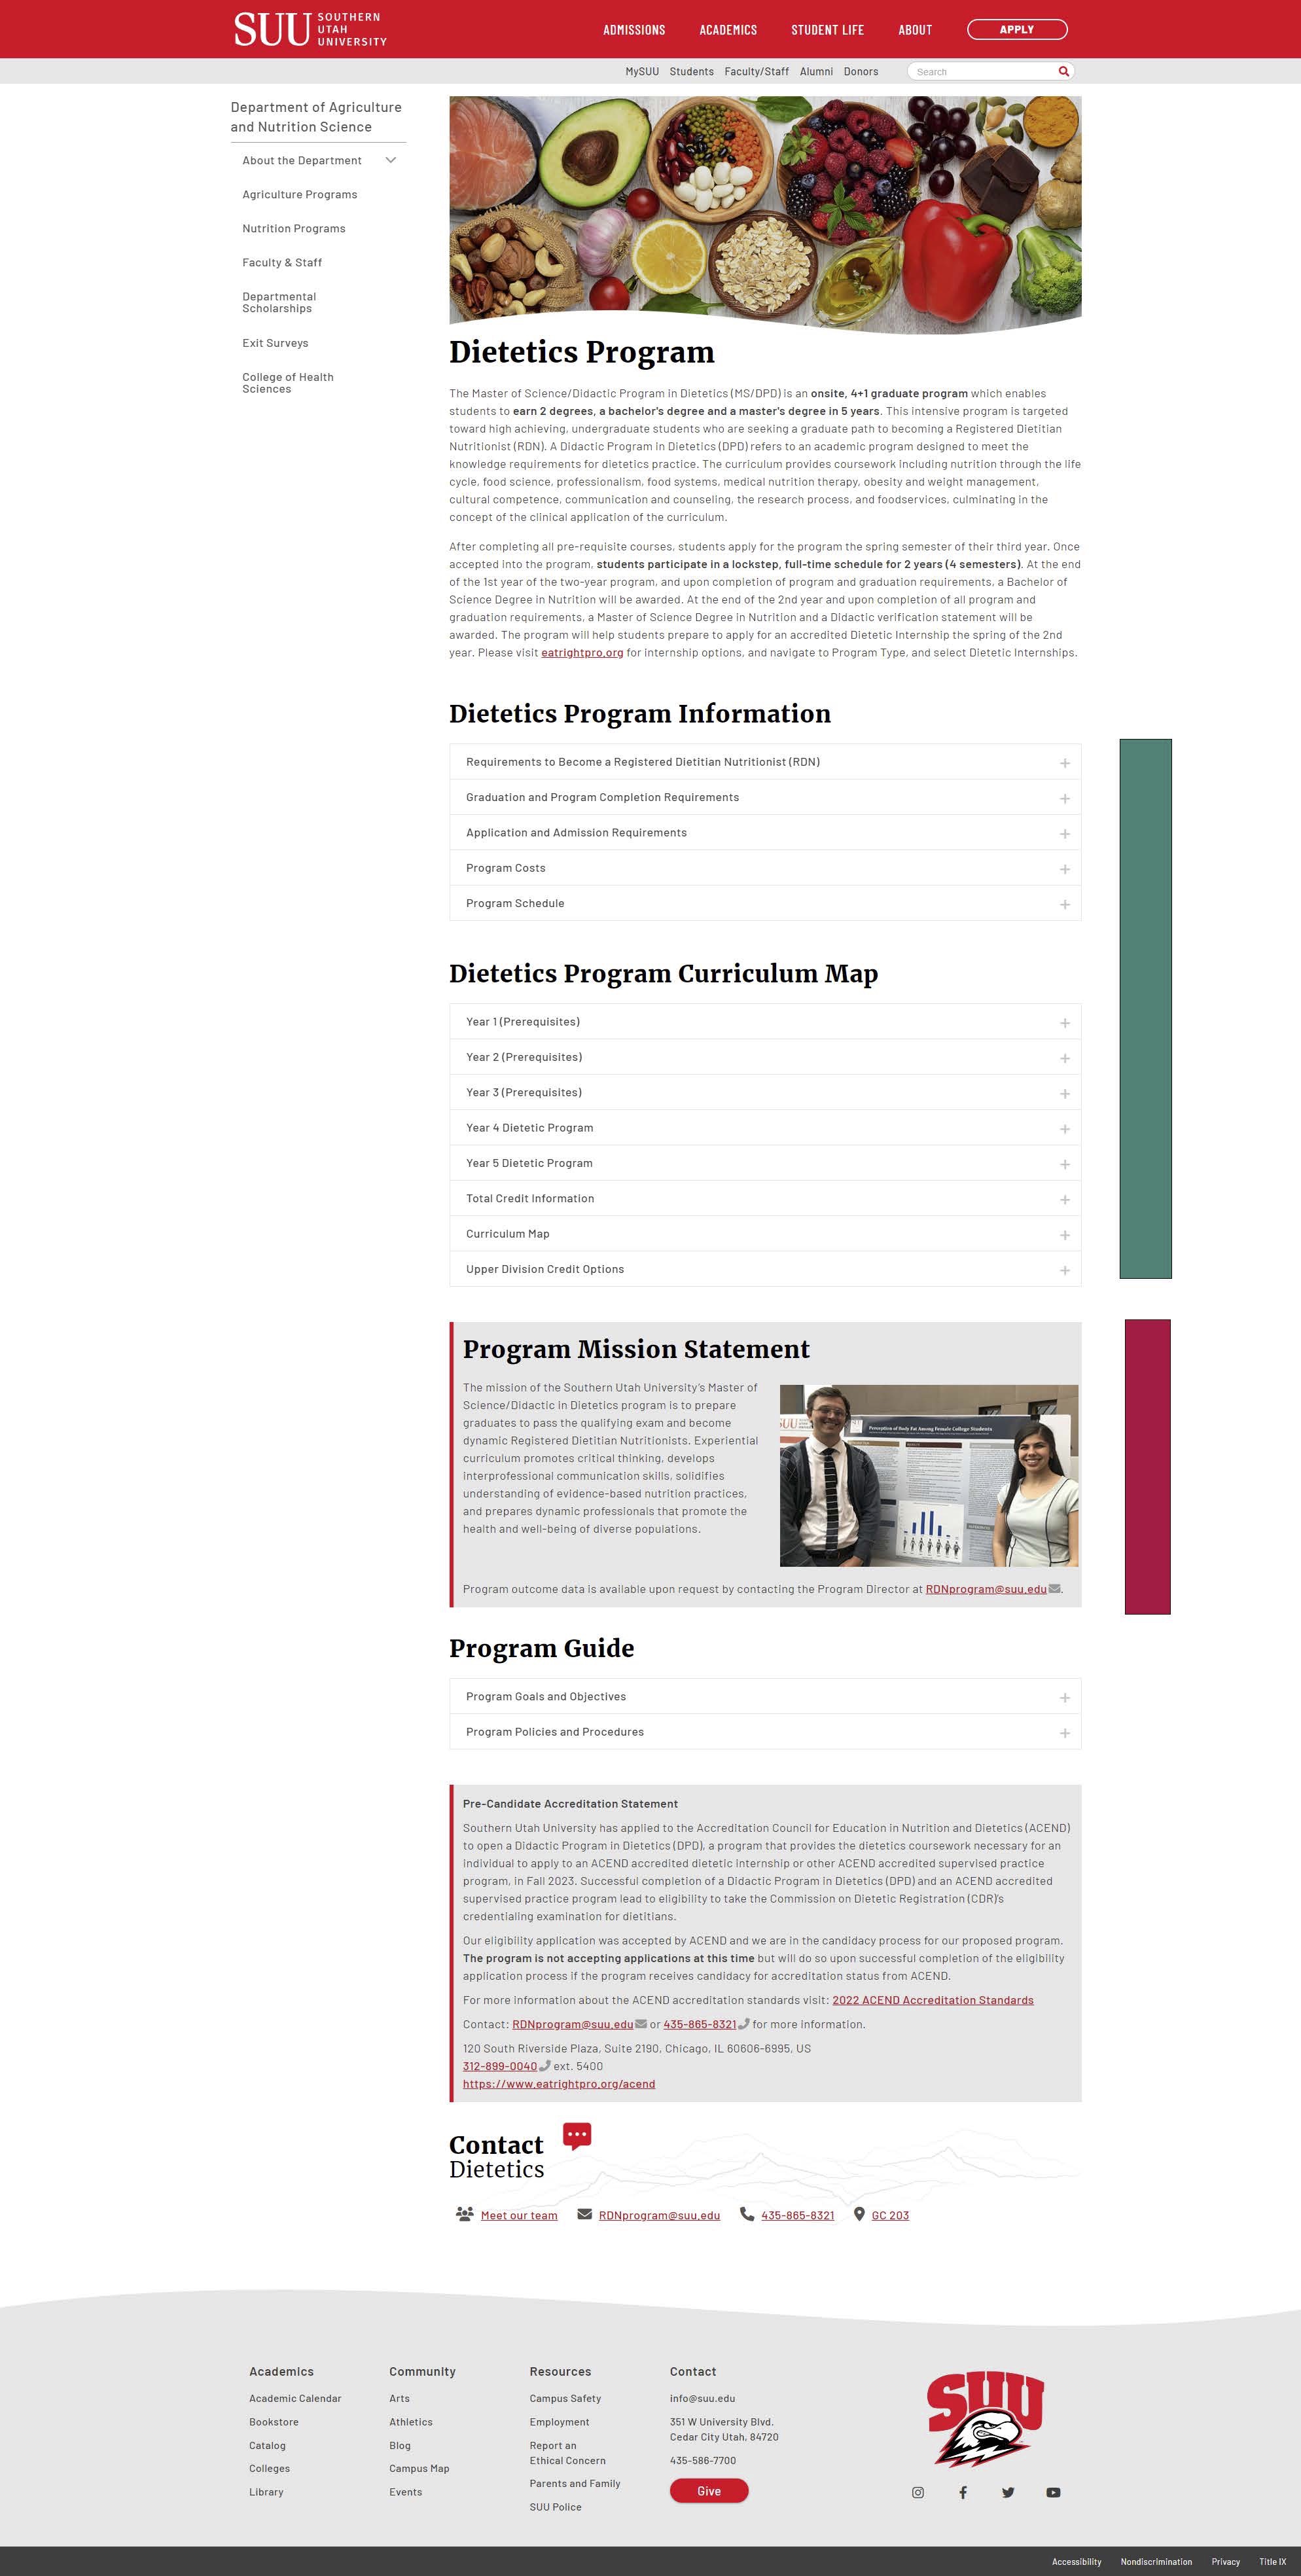 SUU SOUTHERN
UTAH
UNIVERSITY
ADMISSIONS ACADEMICS STUDENT LIFE ABOUT APPLY
MySUU Students Faculty/Staff Alumni Donors Search
Department of Agriculture
and Nutrition Science
About the Department
Agriculture Programs
Nutrition Programs
Faculty & Staff
Departmental
Scholarships
Exit Surveys
College of Health
Sciences
Dietetics Program
The Master of Science/Didactic Program in Dietetics (MS/DPD) is an onsite, 4+1 graduate program which enables
students to earn 2 degrees, a bachelor's degree and a master's degree in 5 years. This intensive program is targeted
toward high achieving, undergraduate students who are seeking a graduate path to becoming a Registered Dietitian
Nutritionist (RDN). A Didactic Program in Dietetics (DPD) refers to an academic program designed to meet the
knowledge requirements for dietetics practice. The curriculum provides coursework including nutrition through the life
cycle, food science, professionalism, food systems, medical nutrition therapy, obesity and weight management,
cultural competence, communication and counseling, the research process, and foodservices, culminating in the
concept of the clinical application of the curriculum.
After completing all pre-requisite courses, students apply for the program the spring semester of their third year. Once
accepted into the program, students participate in a lockstep, full-time schedule for 2 years (4 semesters). At the end
of the 1st year of the two-year program, and upon completion of program and graduation requirements, a Bachelor of
Science Degree in Nutrition will be awarded. At the end of the 2nd year and upon completion of all program and
graduation requirements, a Master of Science Degree in Nutrition and a Didactic verification statement will be
awarded. The program will help students prepare to apply for an accredited Dietetic Internship the spring of the 2nd
year. Please visit eatrightpro.org for internship options, and navigate to Program Type, and select Dietetic Internships.
Dietetics Program Information
Requirements to Become a Registered Dietitian Nutritionist (RDN)
Graduation and Program Completion Requirements
Application and Admission Requirements
Program Costs
Program Schedule
Dietetics Program Curriculum Map
Year 1 (Prerequisites)
Year 2 (Prerequisites)
Year 3 (Prerequisites)
Year 4 Dietetic Program
Year 5 Dietetic Program
Total Credit Information
Curriculum Map
Upper Division Credit Options
Program Mission Statement
The mission of the Southern Utah University's Master of
Science/Didactic in Dietetics program is to prepare
graduates to pass the qualifying exam and become
dynamic Registered Dietitian Nutritionists. Experiential
curriculum promotes critical thinking, develops
interprofessional communication skills, solidifies
understanding of evidence-based nutrition practices,
and prepares dynamic professionals that promote the
health and well-being of diverse populations.
SUU
Perception of Body Fat Among Female College Students
Program outcome data is available upon request by contacting the Program Director at RDNprogram@suu.edu.
Program Guide
Program Goals and Objectives
Program Policies and Procedures
Pre-Candidate Accreditation Statement
Southern Utah University has applied to the Accreditation Council for Education in Nutrition and Dietetics (ACEND)
to open a Didactic Program in Dietetics (DPD), a program that provides the dietetics coursework necessary for an
individual to apply to an ACEND accredited dietetic internship or other ACEND accredited supervised practice
program, in Fall 2023. Successful completion of a Didactic Program in Dietetics (DPD) and an ACEND accredited
supervised practice program lead to eligibility to take the Commission on Dietetic Registration (CDR)'s
credentialing examination for dietitians.
Our eligibility application was accepted by ACEND and we are in the candidacy process for our proposed program.
The program is not accepting applications at this time but will do so upon successful completion of the eligibility
application process if the program receives candidacy for accreditation status from ACEND.
For more information about the ACEND accreditation standards visit: 2022 ACEND Accreditation Standards
Contact: RDNprogram@suu.edu or 435-865-8321 for more information.
120 South Riverside Plaza, Suite 2190, Chicago, IL 60606-6995, US
312-899-0040 ext. 5400
https://www.eatrightpro.org/acend
Contact
Dietetics
Meet our team RDNprogram@suu.edu 435-865-8321 GC 203
Academics
Academic Calendar
Bookstore
Catalog
Colleges
Library
Community
Arts
Athletics
Blog
Campus Map
Events
Resources
Campus Safety
Employment
Report an
Ethical Concern
Parents and Family
SUU Police
Contact
info@suu.edu
351 W University Blvd.
Cedar City Utah, 84720
435-586-7700
Give
SUU
Accessibility Nondiscrimination Privacy Title IX